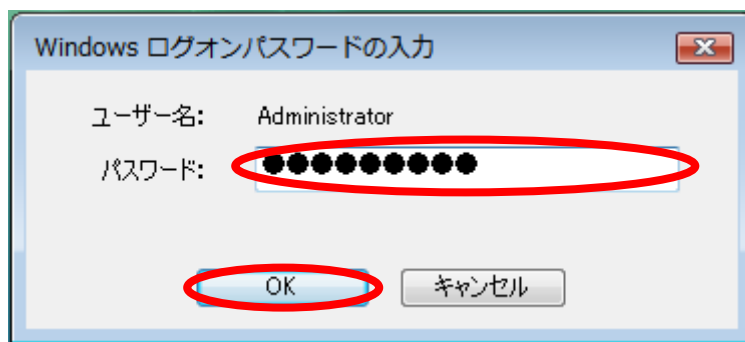 Windows ログオンパスワードの入力
ユーザー名: Administrator
パスワード: ●●●●●●●●●
OK キャンセル